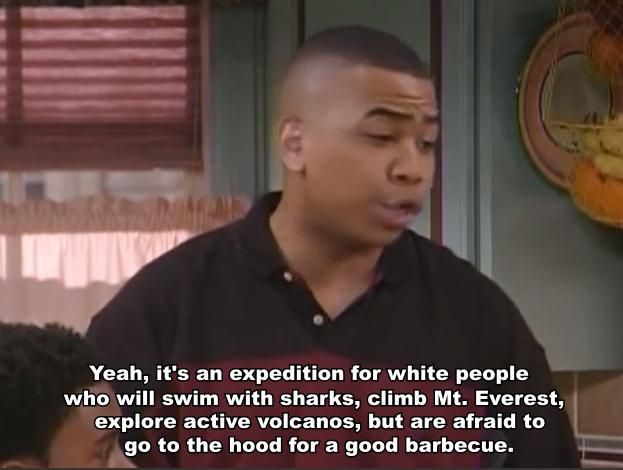 Yeah, it's an expedition for white people
who will swim with sharks, climb Mt. Everest,
explore active volcanos, but are afraid to
go to the hood for a good barbecue.